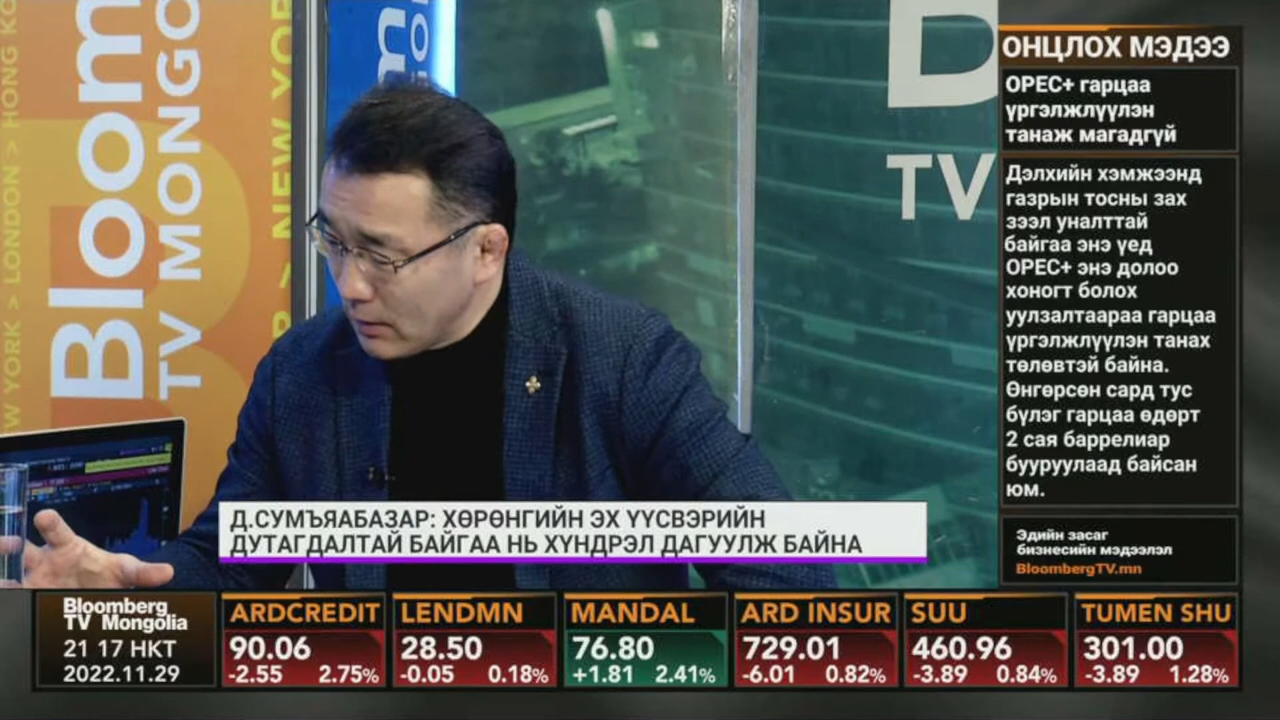 NEW YORK > LONDON > HONG KO
Bloom
TV MONGO
> NEW YOR
TV
ОНЦЛОХ МЭДЭЭ
OPEC+ гарцаа
үргэлжлүүлэн
танаж магадгүй
Дэлхийн хэмжээнд
газрын тосны зах
зээл уналттай
байгаа энэ үед
OPEC+ энэ долоо
хоногт болох
уулзалтаараа гарцаа
үргэлжлүүлэн танах
төлөвтэй байна.
Өнгөрсөн сард тус
бүлэг гарцаа өдөрт
2 сая баррелиар
бууруулаад байсан
юм.
Эдийн засаг
бизнесийн мэдээлэл
BloombergTV.mn
Д.СУМЪЯАБАЗАР: ХӨРӨНГИЙН ЭХ ҮҮСВЭРИЙН
ДУТАГДАЛТАЙ БАЙГАА НЬ ХҮНДРЭЛ ДАГУУЛЖ БАЙНА
Bloomberg
TV Mongolia
21 17 HKT
2022.11.29
ARDCREDIT
90.06
-2.55 2.75%
LENDMN
28.50
-0.05 0.18%
MANDAL
76.80
+1.81 2.41%
ARD INSUR
729.01
-6.01 0.82%
SUU
460.96
-3.89 0.84%
TUMEN SHU
301.00
-3.89 1.28%